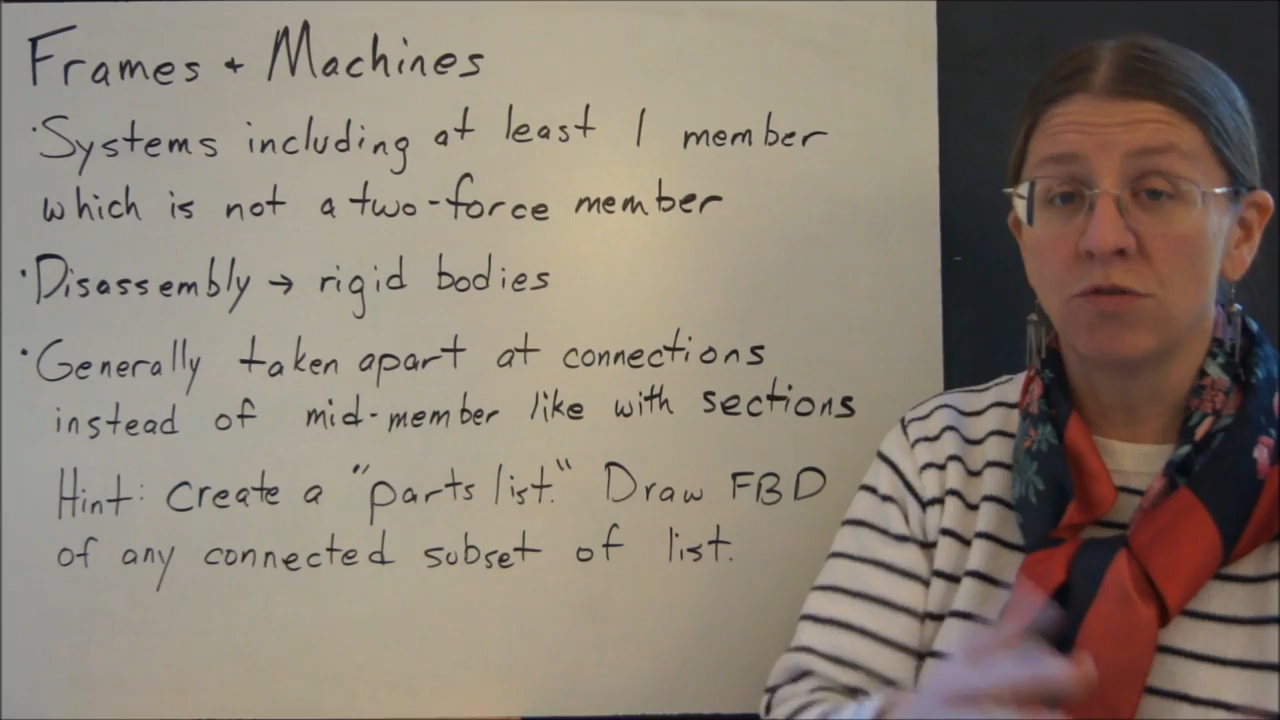 Frames + Machines
· Systems including at least 1 member
which is not a two-force member
· Disassembly → rigid bodies
· Generally taken apart at connections
instead of mid-member like with sections
Hint: Create a "parts list." Draw FBD
of any connected subset of list.